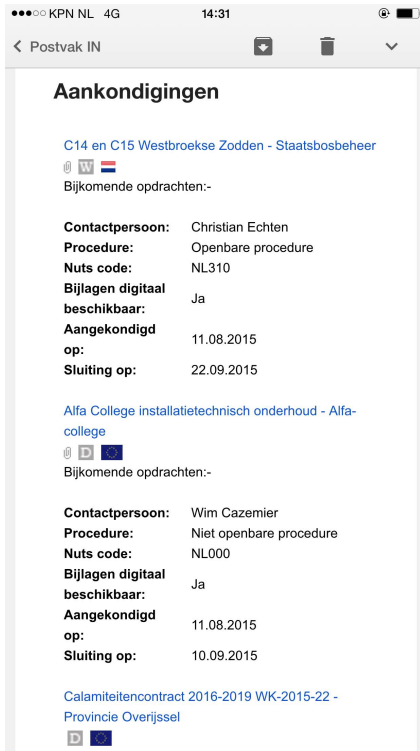 KPN NL 4G 14:31
Postvak IN
Aankondigingen
C14 en C15 Westbroekse Zodden - Staatsbosbeheer
W
Bijkomende opdrachten:-
Contactpersoon: Christian Echten
Procedure: Openbare procedure
Nuts code: NL310
Bijlagen digitaal
beschikbaar: Ja
Aangekondigd
op: 11.08.2015
Sluiting op: 22.09.2015
Alfa College installatietechnisch onderhoud - Alfa-
college
D
Bijkomende opdrachten:-
Contactpersoon: Wim Cazemier
Procedure: Niet openbare procedure
Nuts code: NL000
Bijlagen digitaal
beschikbaar: Ja
Aangekondigd
op: 11.08.2015
Sluiting op: 10.09.2015
Calamiteitencontract 2016-2019 WK-2015-22 -
Provincie Overijssel
D